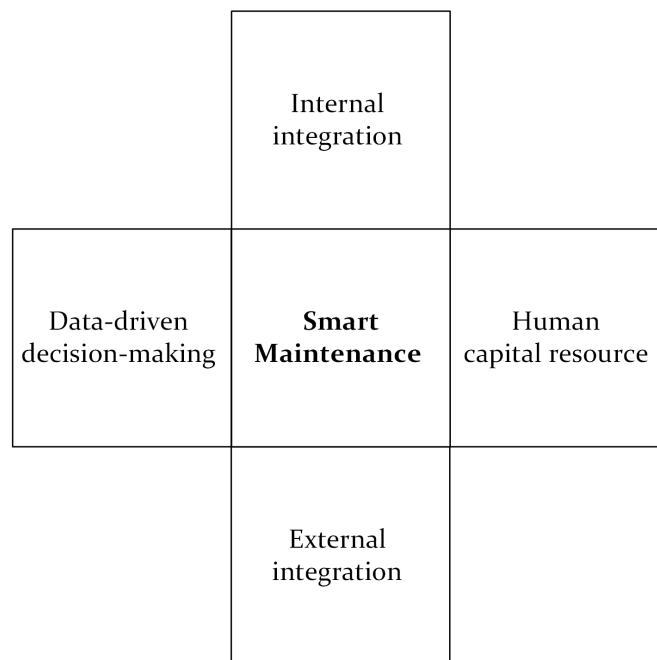 Internal
integration
Data-driven
decision-making
Smart
Maintenance
Human
capital resource
External
integration